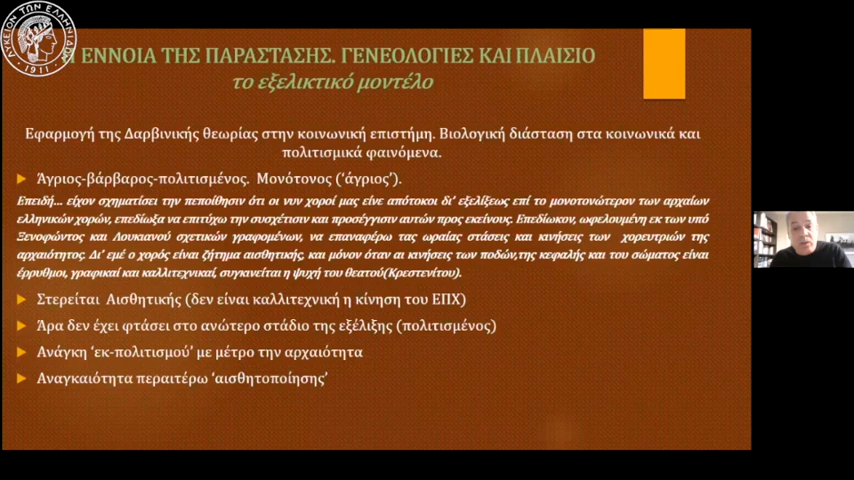 ΛΥΚΕΙΟΝ ΤΩΝ ΕΛΛΗΝΙΔΩΝ
1911
ΕΝΝΟΙΑ ΤΗΣ ΠΑΡΑΣΤΑΣΗΣ. ΓΕΝΕΟΛΟΓΙΕΣ ΚΑΙ ΠΛΑΙΣΙΟ
το εξελικτικό μοντέλο
Εφαρμογή της Δαρβινικής θεωρίας στην κοινωνική επιστήμη. Βιολογική διάσταση στα κοινωνικά και
πολιτισμικά φαινόμενα.
Άγριος-βάρβαρος-πολιτισμένος. Μονότονος (‘άγριος’).
Επειδή... είχον σχηματίσει την πεποίθησιν ότι οι νυν χοροί μας είνε απότοκοι δι’ εξελίξεως επί το μονοτονώτερον των αρχαίων
ελληνικών χορών, επεδίωξα να επιτύχω την συσχέτισιν και προσέγγισιν αυτών προς εκείνους. Επεδίωκον, ωφελουμένη εκ των υπό
Ξενοφώντος και Λουκιανού σχετικών γραφομένων, να επαναφέρω τας ωραίας στάσεις και κινήσεις των χορευτριών της
αρχαιότητος. Δι’ εμέ ο χορός είναι ζήτημα αισθητικής, και μόνον όταν αι κινήσεις των ποδών,της κεφαλής και του σώματος είναι
έρρυθμοι, γραφικαί και καλλιτεχνικαί, συγκινείται η ψυχή του θεατού(Κρεστενίτου).
Στερείται Αισθητικής (δεν είναι καλλιτεχνική η κίνηση του ΕΠΧ)
Άρα δεν έχει φτάσει στο ανώτερο στάδιο της εξέλιξης (πολιτισμένος)
Ανάγκη ‘εκ-πολιτισμού’ με μέτρο την αρχαιότητα
Αναγκαιότητα περαιτέρω ‘αισθητοποίησης’